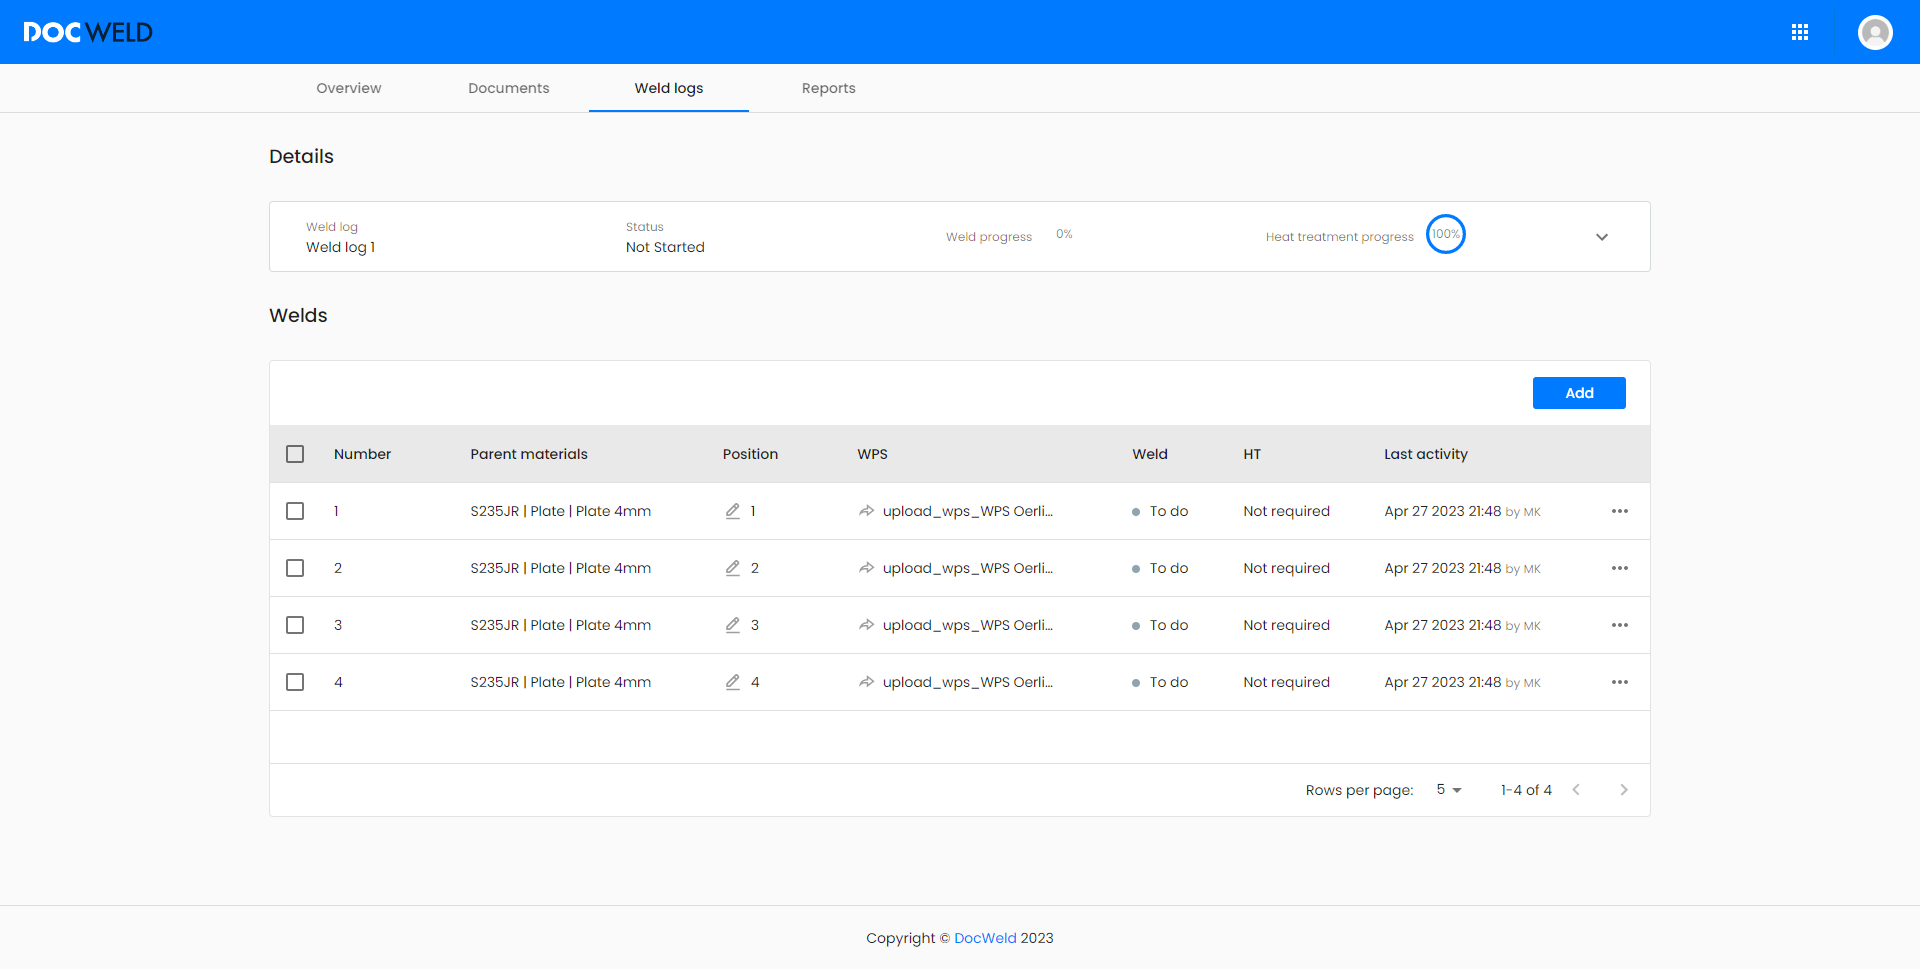 DOCWELD
Overview Documents Weld logs Reports
Details
Weld log Status Weld progress 0% Heat treatment progress 100%
Weld log 1 Not Started
Welds
Add
Number Parent materials Position WPS Weld HT Last activity
1 S235JR | Plate | Plate 4mm 1 upload_wps_WPS Oerli... To do Not required Apr 27 2023 21:48 by MK
2 S235JR | Plate | Plate 4mm 2 upload_wps_WPS Oerli... To do Not required Apr 27 2023 21:48 by MK
3 S235JR | Plate | Plate 4mm 3 upload_wps_WPS Oerli... To do Not required Apr 27 2023 21:48 by MK
4 S235JR | Plate | Plate 4mm 4 upload_wps_WPS Oerli... To do Not required Apr 27 2023 21:48 by MK
Rows per page: 5 1-4 of 4
Copyright © DocWeld 2023